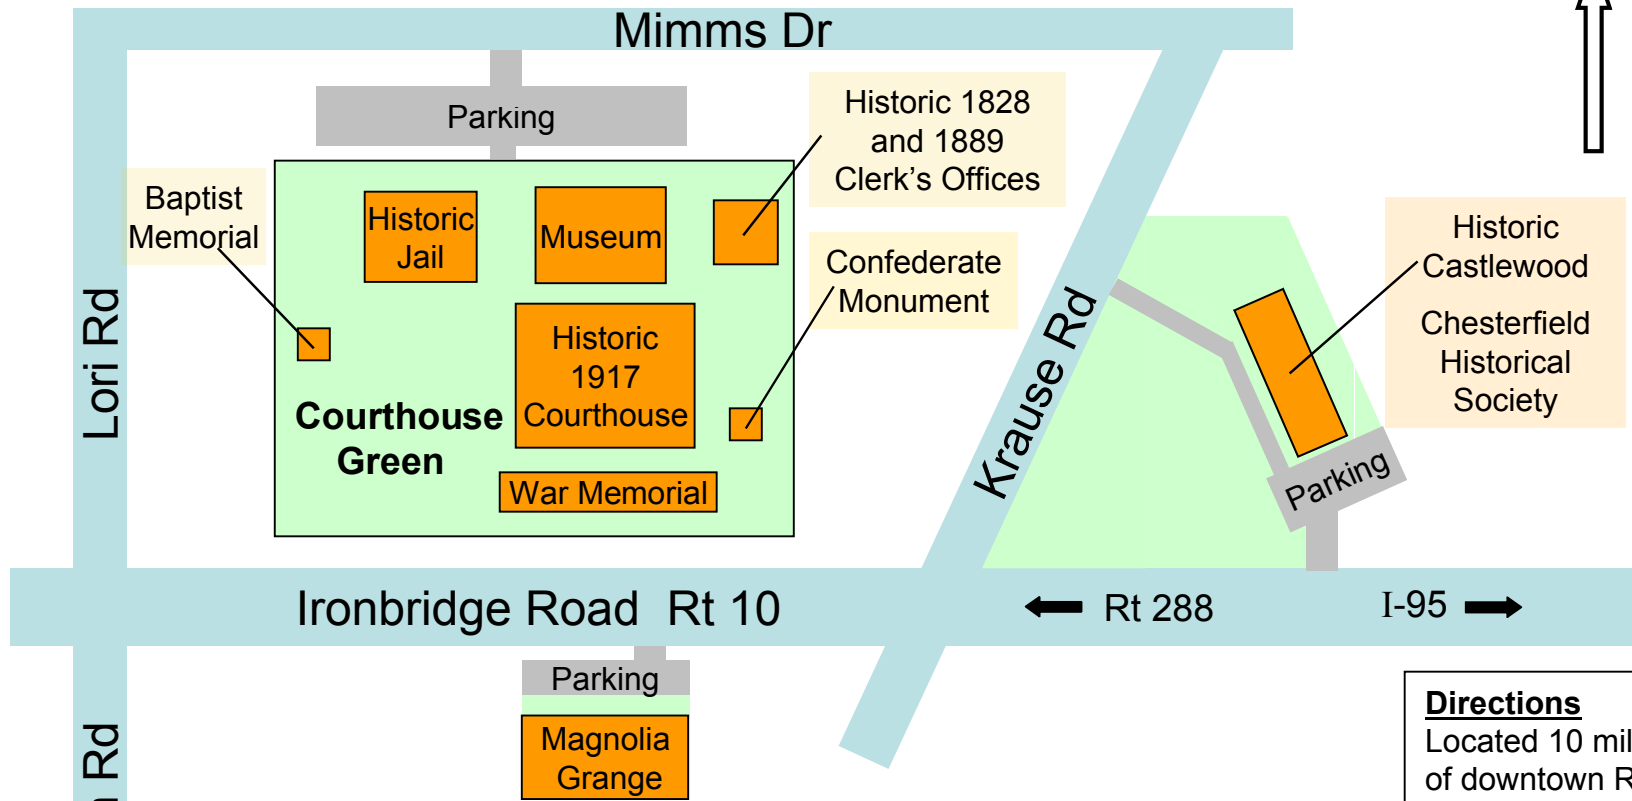 Mimms Dr
Parking
Historic 1828
and 1889
Clerk's Offices
Baptist
Memorial
Historic
Jail
Museum
Confederate
Monument
Historic
Castlewood
Chesterfield
Historical
Society
Lori Rd
Historic
1917
Courthouse
Krause Rd
Courthouse
Green
War Memorial
Parking
Ironbridge Road Rt 10
Rt 288
I-95
Parking
Magnolia
Grange
Rd
Directions
Located 10
of downtown